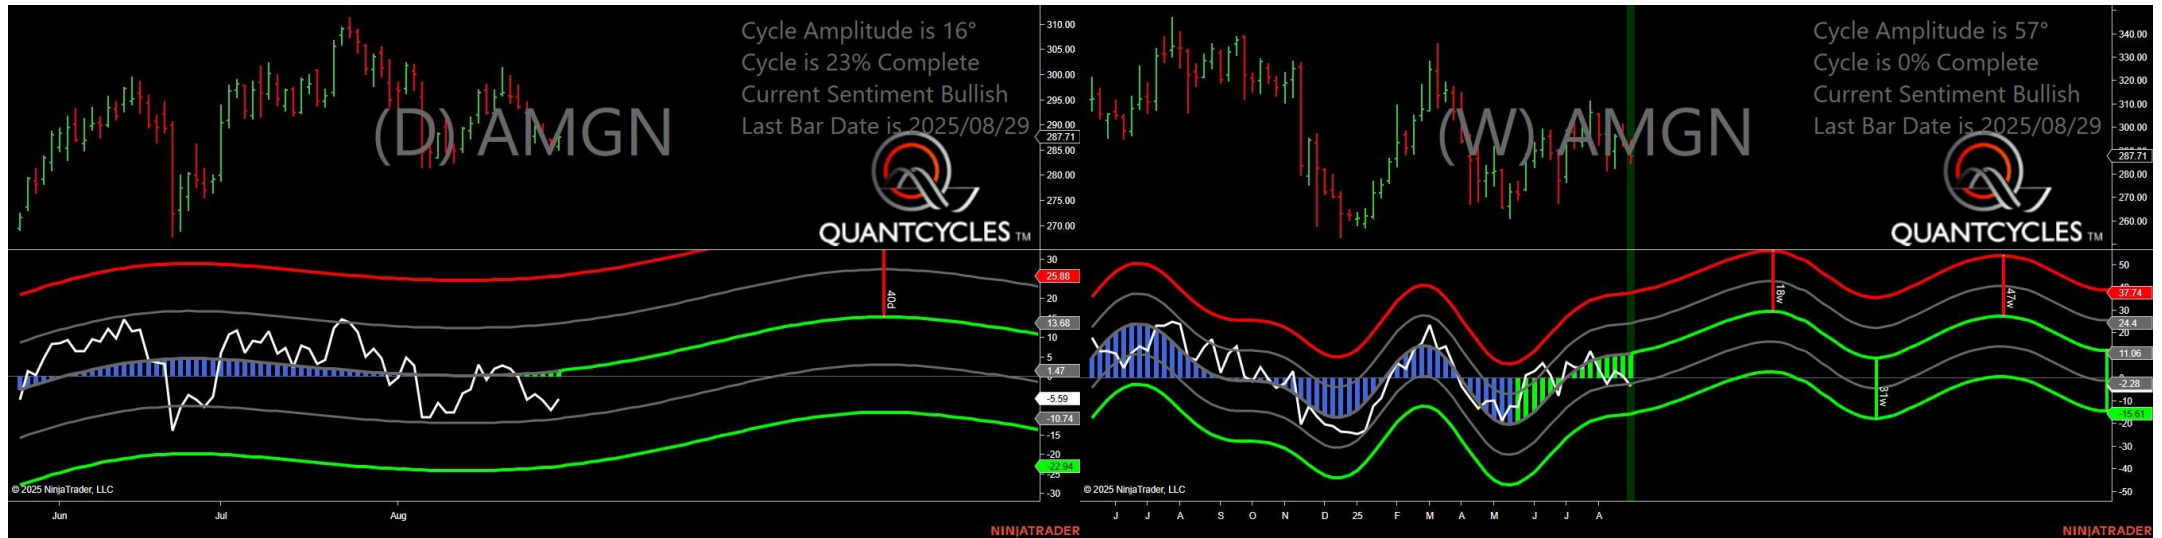 Cycle Amplitude is 16°
Cycle is 23% Complete
Current Sentiment Bullish
Last Bar Date is 2025/08/29
(D) AMGN
QUANTCYCLES TM
310.00
305.00
300.00
295.00
290.00
287.71
285.00
280.00
275.00
270.00
30
25.88
20
13.68
10
5
1.47
-5.59
-10.74
-15
-20
-22.94
-25
-30
40d
© 2025 NinjaTrader, LLC
Jun
Jul
Aug
NINJATRADER
Cycle Amplitude is 57°
Cycle is 0% Complete
Current Sentiment Bullish
Last Bar Date is 2025/08/29
(W) AMGN
QUANTCYCLES TM
340.00
330.00
320.00
310.00
300.00
287.71
280.00
270.00
260.00
50
37.74
30
24.4
20
11.06
-2.28
-10
-15.61
-20
-30
-40
-50
18w
31w
47w
© 2025 NinjaTrader, LLC
J J A S O N D 25 F M A M J J A
NINJATRADER